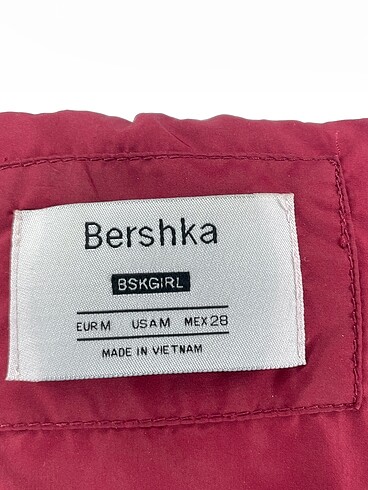 Bershka
BSKGIRL
EUR M USA M MEX 28
MADE IN VIETNAM